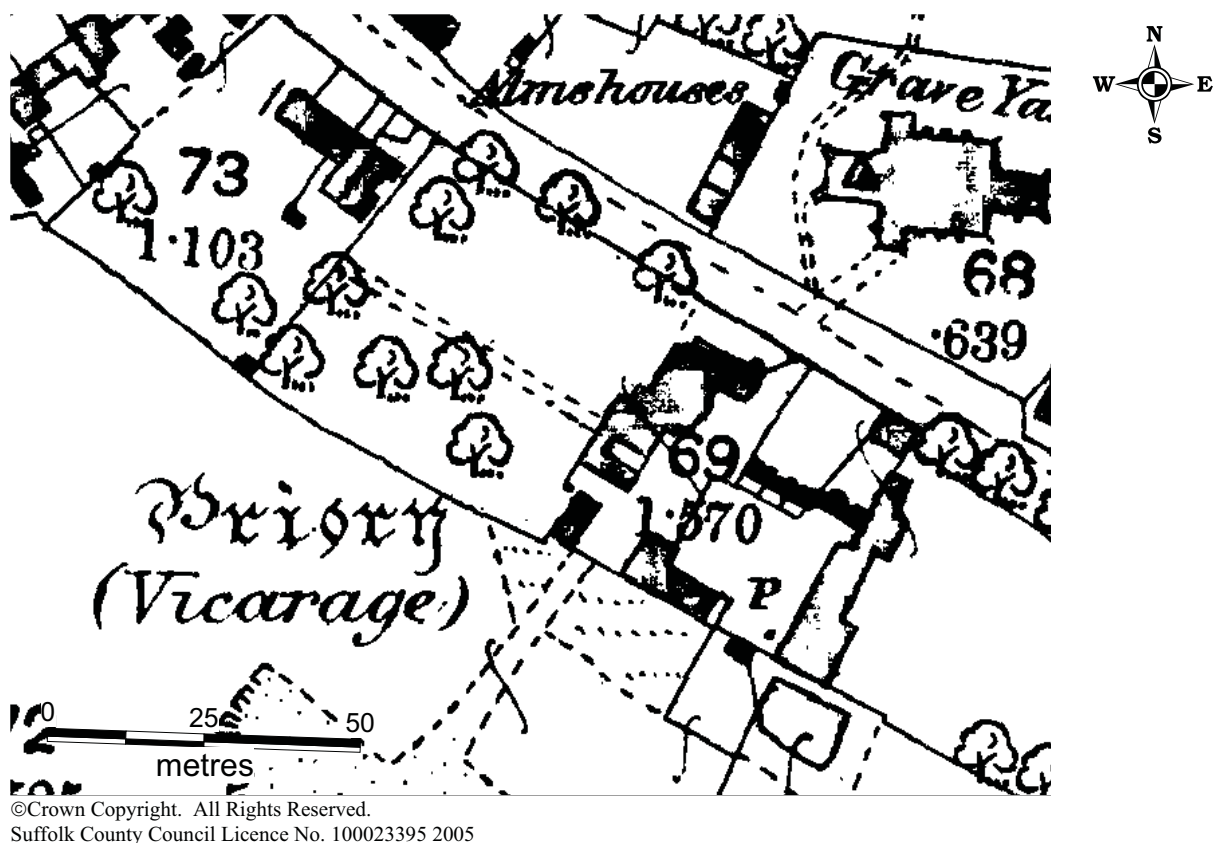 N
W E
S
Almshouses
Grave Ya
73
1·103
68
·639
69
1·570
Priory
(Vicarage)
P
0 25 50
metres
©Crown Copyright. All Rights Reserved.
Suffolk County Council Licence No. 100023395 2005